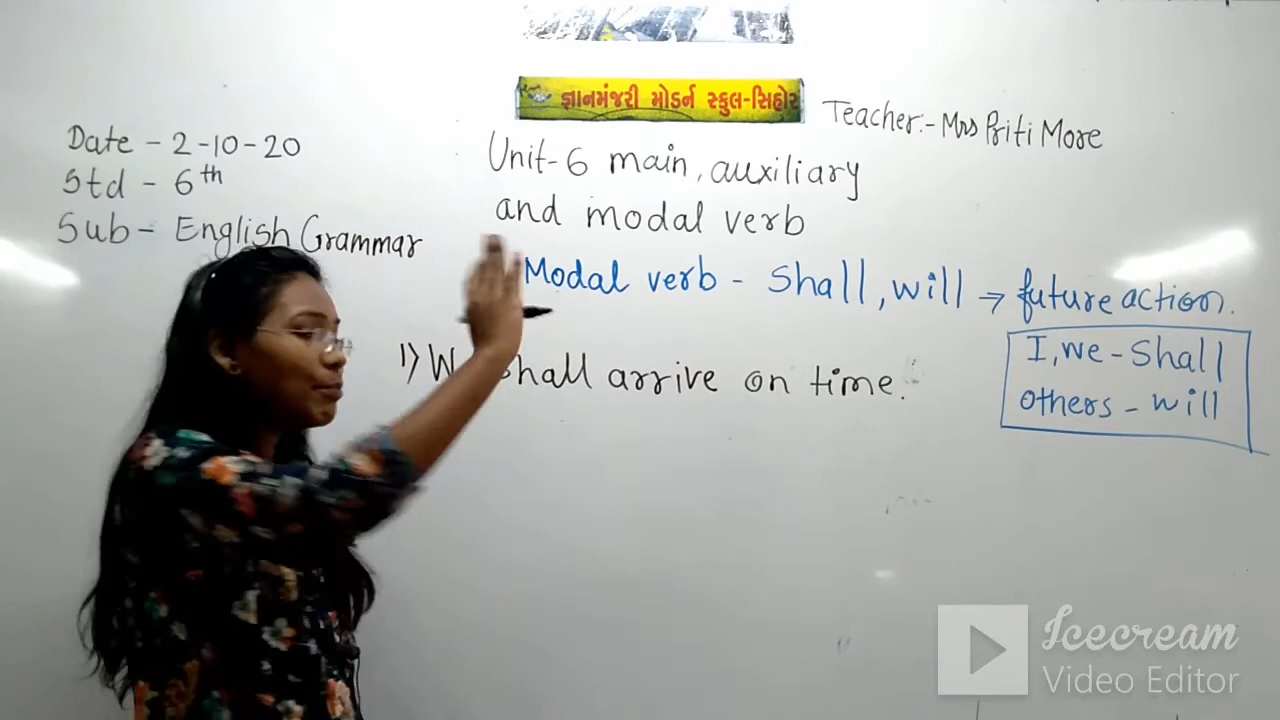 જ્ઞાનમંજરી મોડર્ન સ્કુલ-સિહોર
Teacher:- Mrs Priti More
Date - 2-10-20
Std - 6th
Sub - English Grammar
Unit-6 main, auxiliary
and modal verb
Modal verb - Shall, will → future action.
1) W shall arrive on time.
I, we - Shall
others - will
Icecream
Video Editor